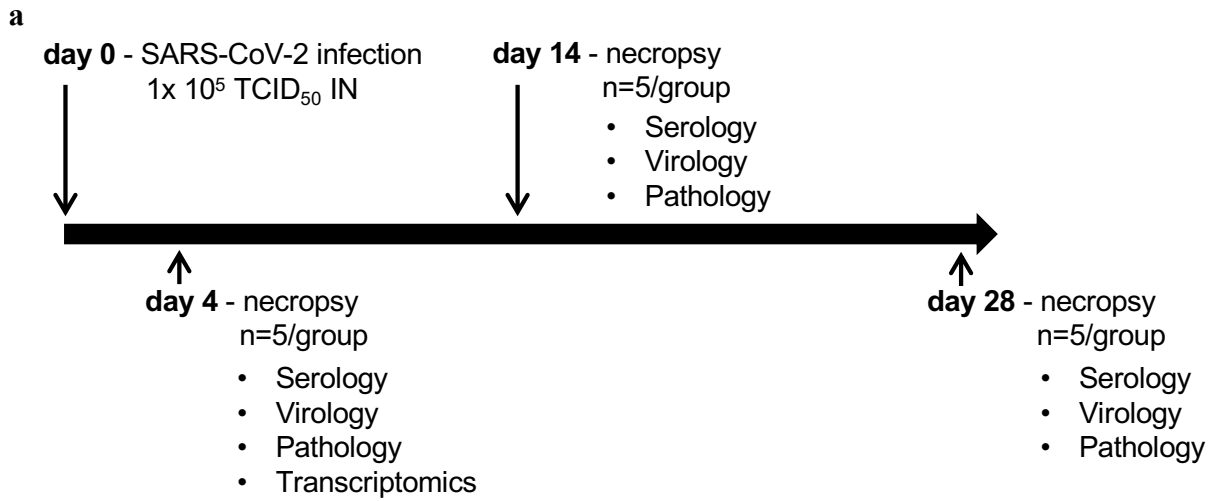 a
day 0 - SARS-CoV-2 infection
1x 10⁵ TCID₅₀ IN
day 14 - necropsy
n=5/group
• Serology
• Virology
• Pathology
day 4 - necropsy
n=5/group
• Serology
• Virology
• Pathology
• Transcriptomics
day 28 - necropsy
n=5/group
• Serology
• Virology
• Pathology